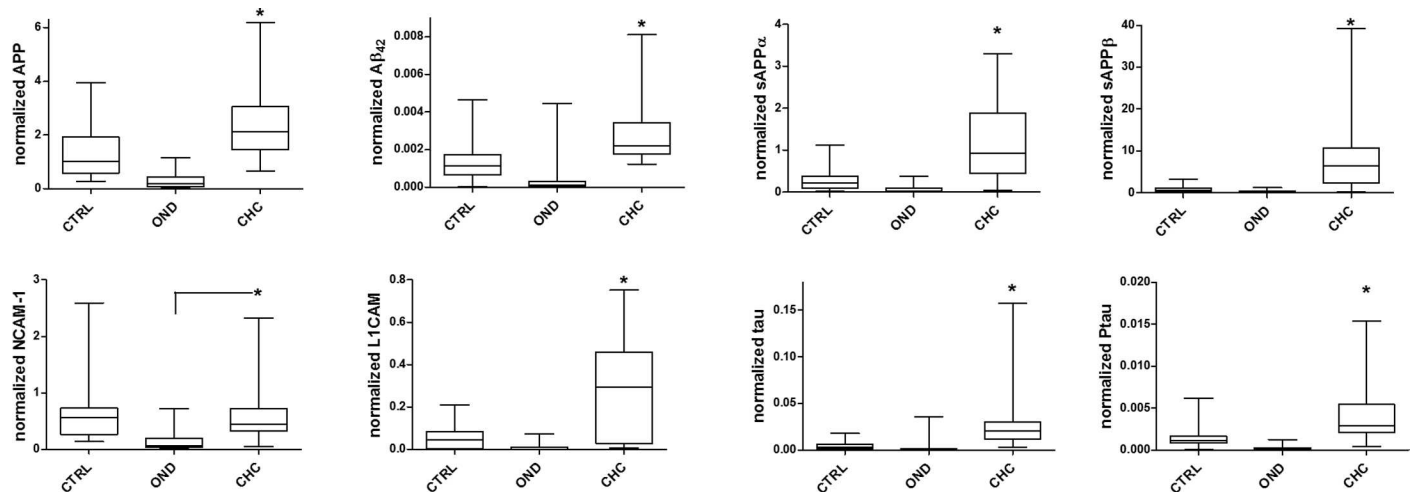 normalized APP
6
4
2
0
*
CTRL
OND
CHC
normalized Aβ42
0.008
0.006
0.004
0.002
0.000
*
CTRL
OND
CHC
normalized sAPPα
4
3
2
1
0
*
CTRL
OND
CHC
normalized sAPPβ
40
30
20
10
0
*
CTRL
OND
CHC
normalized NCAM-1
3
2
1
0
*
CTRL
OND
CHC
normalized L1CAM
0.8
0.6
0.4
0.2
0.0
*
CTRL
OND
CHC
normalized tau
0.15
0.10
0.05
0.00
*
CTRL
OND
CHC
normalized Ptau
0.020
0.015
0.010
0.005
0.000
*
CTRL
OND
CHC